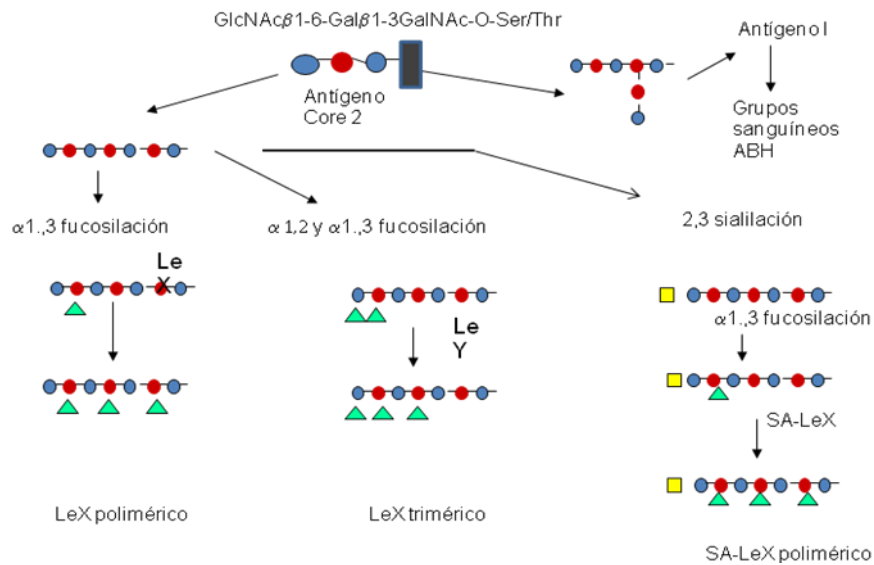 GlcNAcβ1-6-Galβ1-3GalNAc-O-Ser/Thr
Antígeno I
Antígeno
Core 2
Grupos
sanguíneos
ABH
α1.,3 fucosilación
α 1,2 y α1.,3 fucosilación
2,3 sialilación
Le
X
Le
Y
α1.,3 fucosilación
SA-LeX
LeX polimérico
LeX trimérico
SA-LeX polimérico